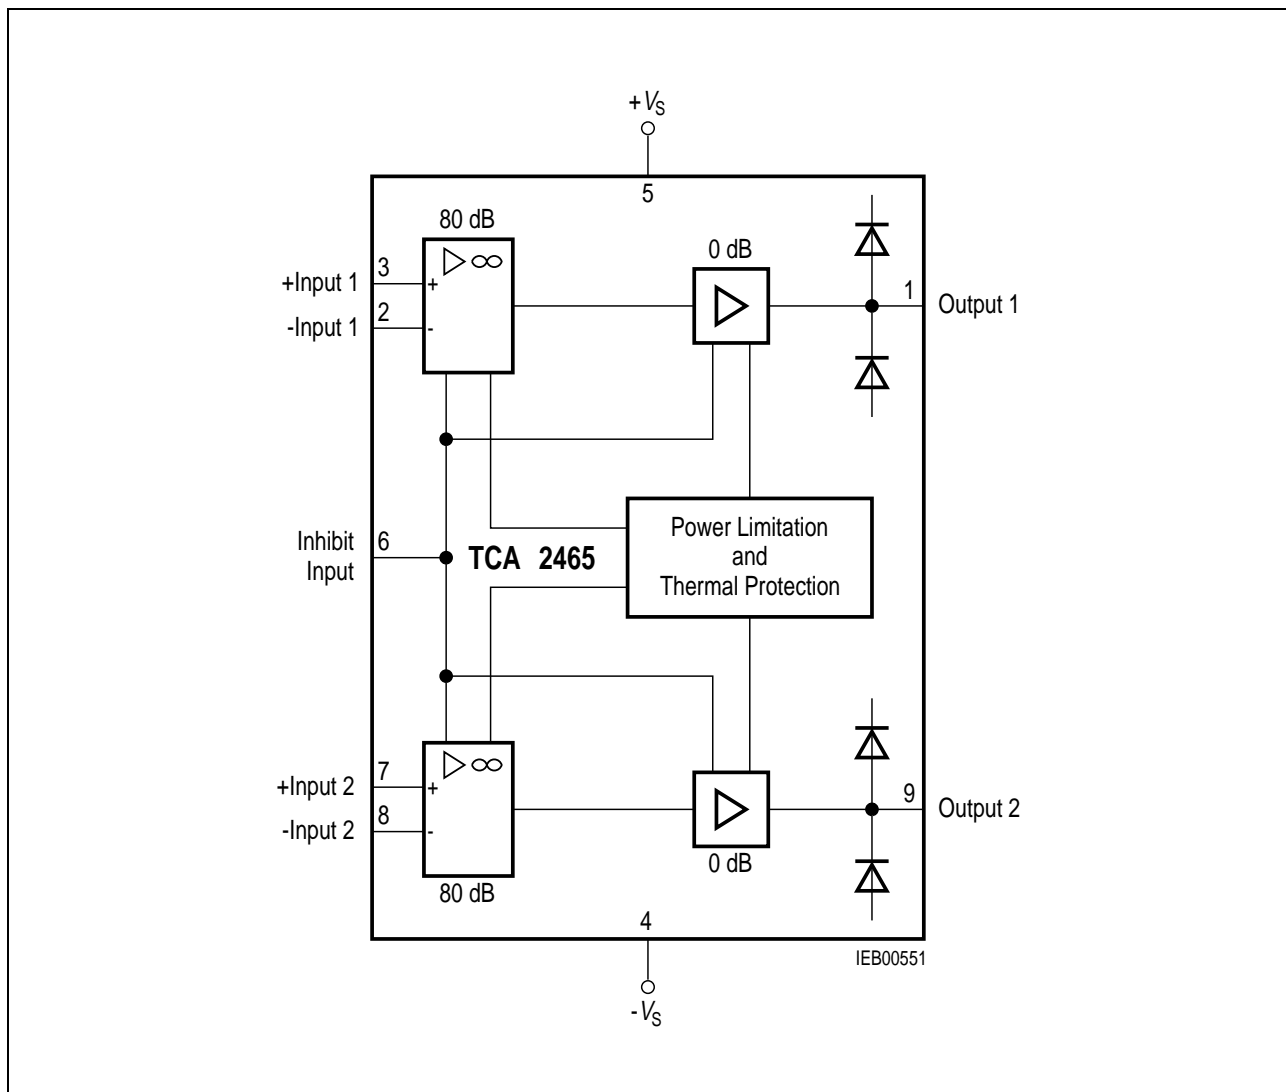 +VS
5
80 dB
0 dB
▷ ∞
+Input 1
3
+
1
Output 1
-Input 1
2
-
Power Limitation
and
Thermal Protection
Inhibit
Input
6
TCA 2465
▷ ∞
+Input 2
7
+
9
Output 2
-Input 2
8
-
0 dB
80 dB
4
IEB00551
-VS